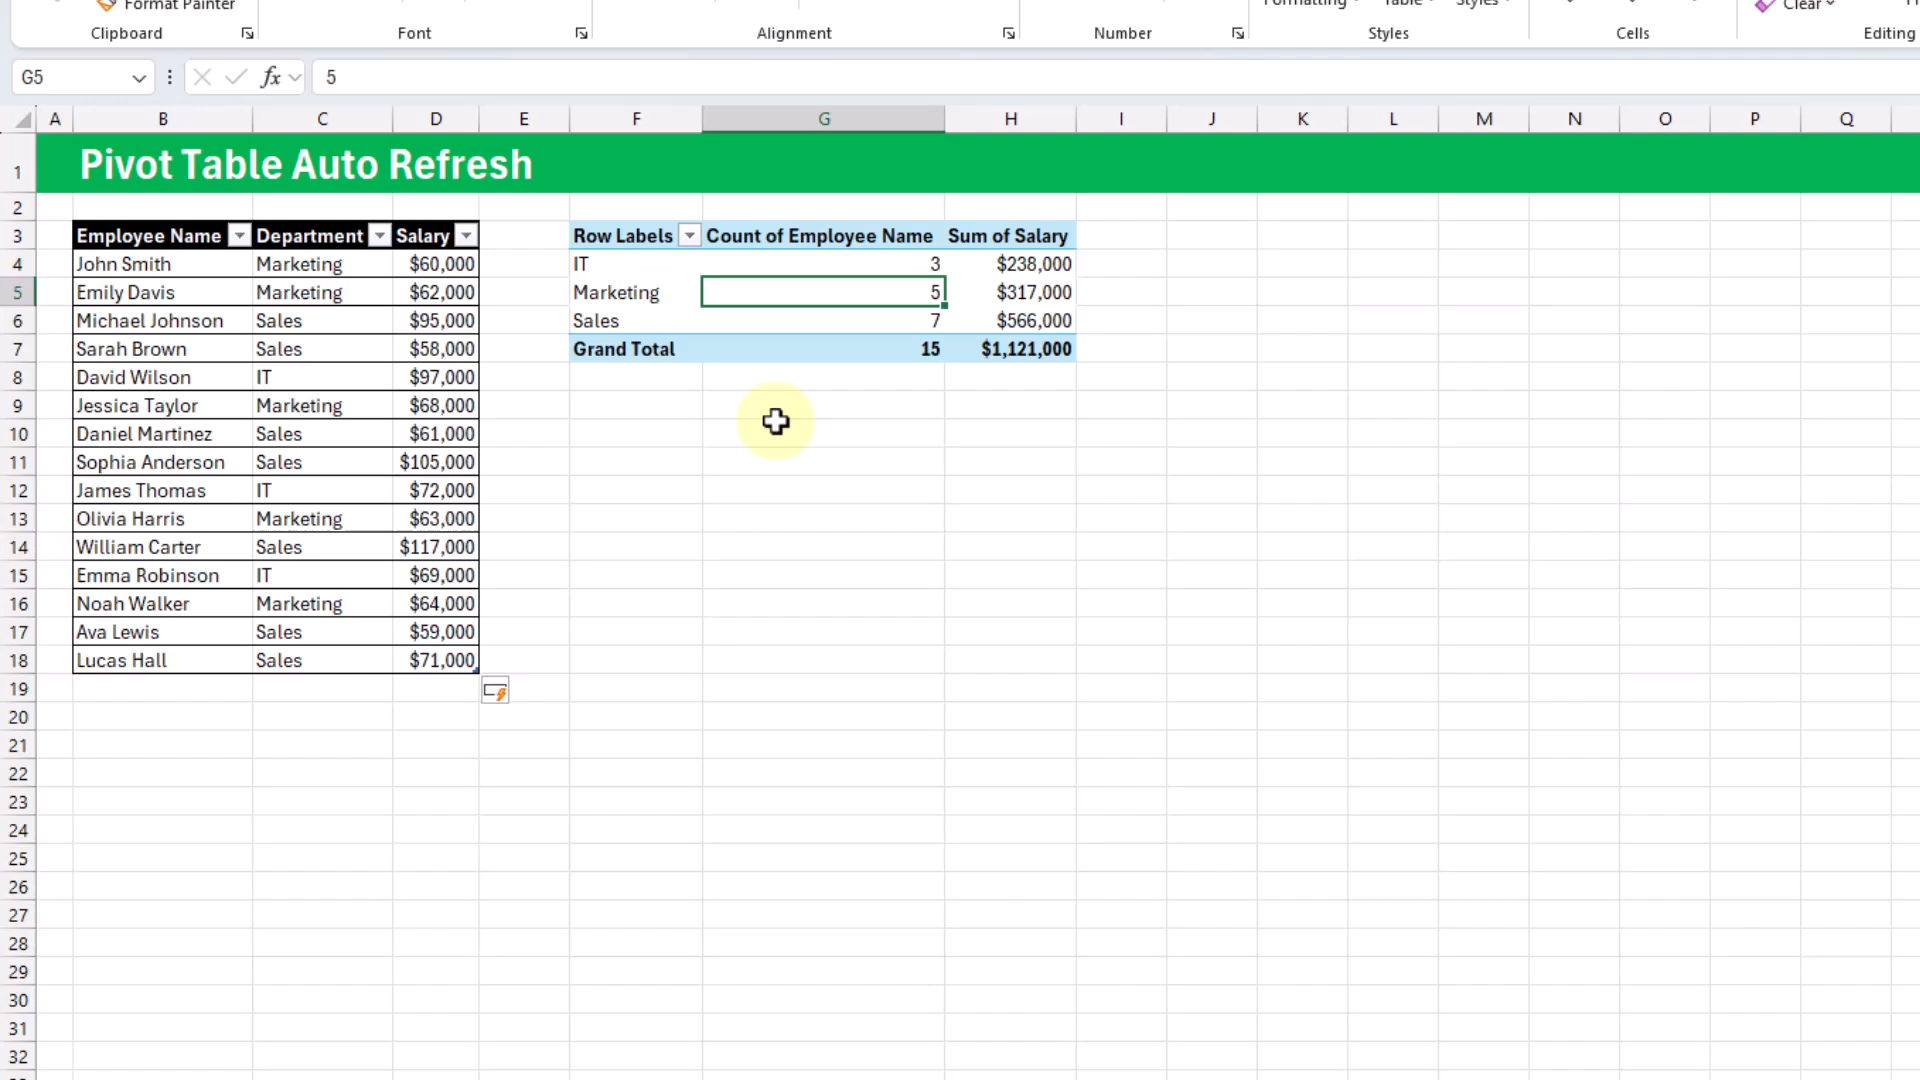 Format Painter
Formatting
Table
Styles
Clear
Clipboard
Font
Alignment
Number
Styles
Cells
Editing
G5
fx
5
A B C D E F G H I J K L M N O P Q
1 Pivot Table Auto Refresh
2
3 Employee Name Department Salary Row Labels Count of Employee Name Sum of Salary
4 John Smith Marketing $60,000 IT 3 $238,000
5 Emily Davis Marketing $62,000 Marketing 5 $317,000
6 Michael Johnson Sales $95,000 Sales 7 $566,000
7 Sarah Brown Sales $58,000 Grand Total 15 $1,121,000
8 David Wilson IT $97,000
9 Jessica Taylor Marketing $68,000
10 Daniel Martinez Sales $61,000
11 Sophia Anderson Sales $105,000
12 James Thomas IT $72,000
13 Olivia Harris Marketing $63,000
14 William Carter Sales $117,000
15 Emma Robinson IT $69,000
16 Noah Walker Marketing $64,000
17 Ava Lewis Sales $59,000
18 Lucas Hall Sales $71,000
19
20
21
22
23
24
25
26
27
28
29
30
31
32